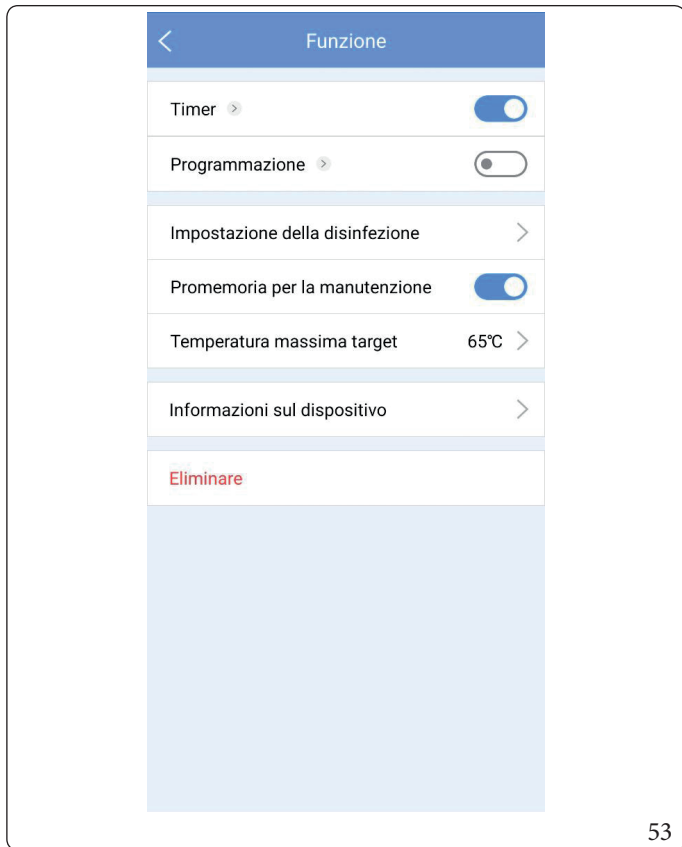 Funzione
Timer
Programmazione
Impostazione della disinfezione
Promemoria per la manutenzione
Temperatura massima target 65℃
Informazioni sul dispositivo
Eliminare
53